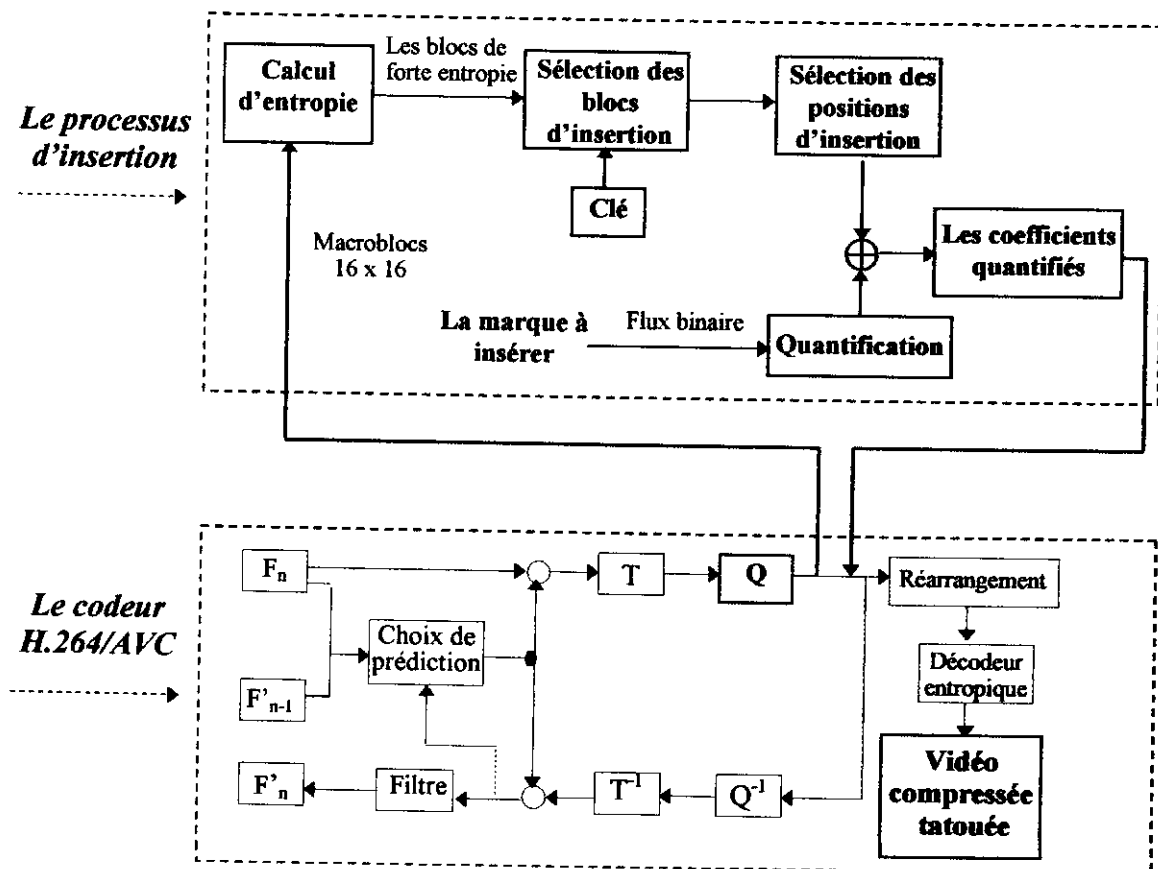 Calcul
d'entropie
Les blocs de
forte entropie
Sélection des
blocs
d'insertion
Sélection des
positions
d'insertion
Le processus
d'insertion
Clé
Macroblocs
16 x 16
Les coefficients
quantifiés
La marque à
insérer
Flux binaire
Quantification
Fn
T
Q
Réarrangement
Le codeur
H.264/AVC
Choix de
prédiction
Décodeur
entropique
F'n-1
F'n
Filtre
T-1
Q-1
Vidéo
compressée
tatouée